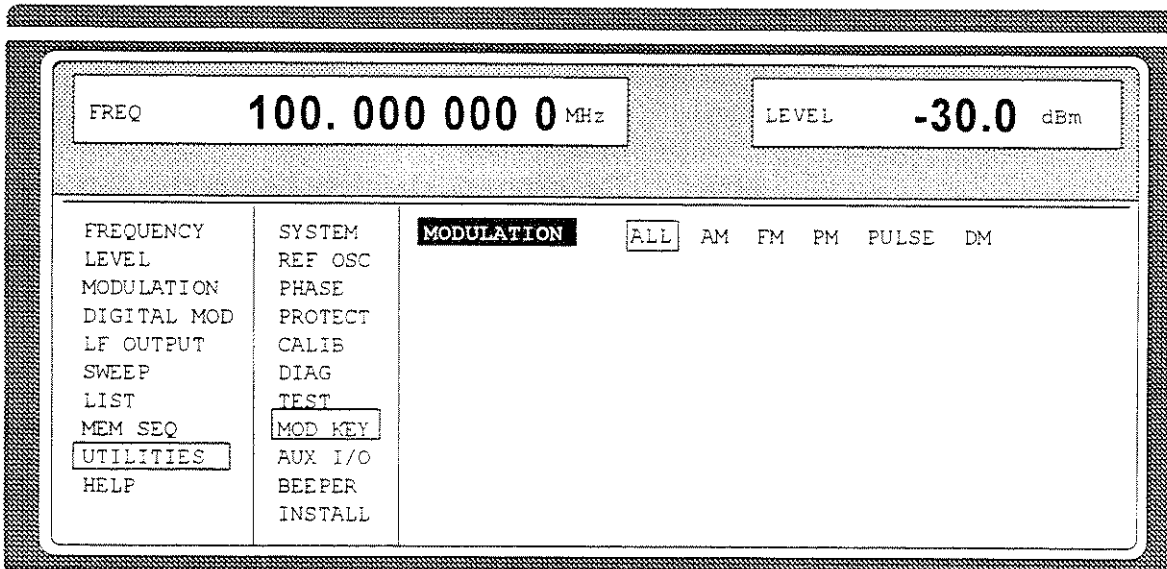 FREQ 100. 000 000 0 MHz LEVEL -30.0 dBm
FREQUENCY
LEVEL
MODULATION
DIGITAL MOD
LF OUTPUT
SWEEP
LIST
MEM SEQ
UTILITIES
HELP
SYSTEM
REF OSC
PHASE
PROTECT
CALIB
DIAG
TEST
MOD KEY
AUX I/O
BEEPER
INSTALL
MODULATION ALL AM FM PM PULSE DM